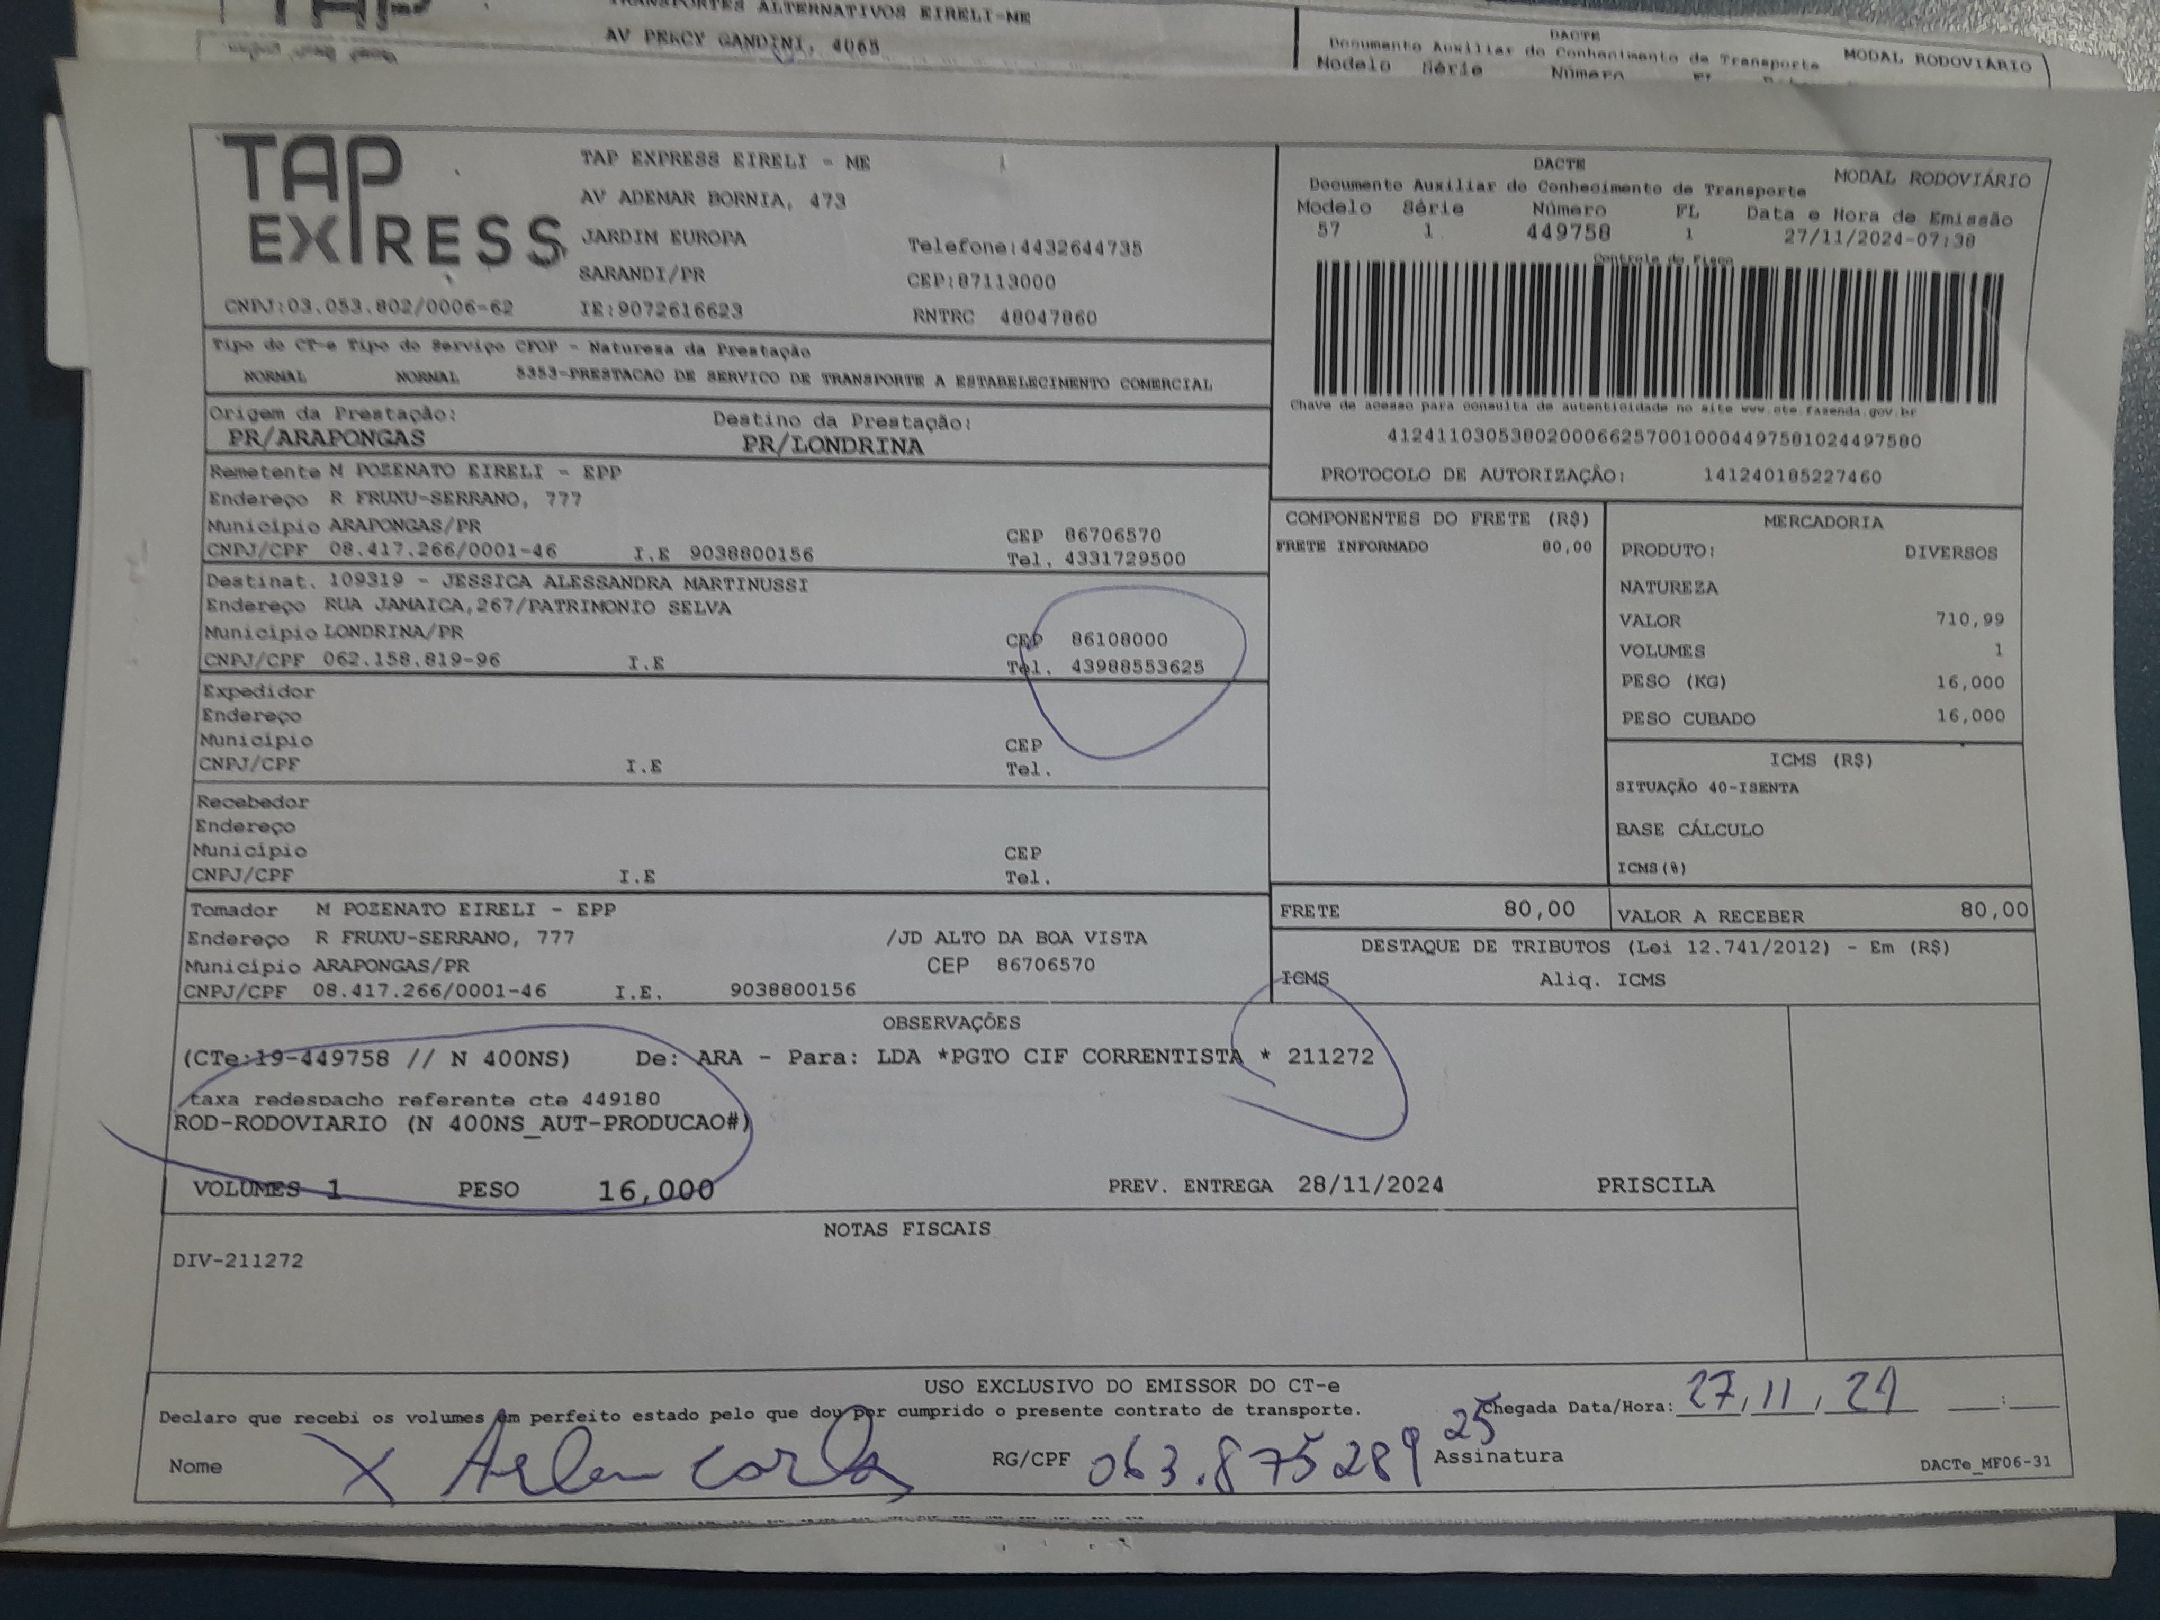 TRANSPORTES ALTERNATIVOS EIRELI-ME
AV PERCY GANDINI, 4065
DACTE
Documento Auxiliar do Conhecimento de Transporte MODAL RODOVIÁRIO
Modelo Série Número
TAP EXPRESS
TAP EXPRESS EIRELI - ME
AV ADEMAR BORNIA, 473
JARDIM EUROPA Telefone:4432644735
SARANDI/PR CEP:87113000
CNPJ:03.053.802/0006-62 IE:9072616623 RNTRC 48047860
DACTE
Documento Auxiliar do Conhecimento de Transporte MODAL RODOVIÁRIO
Modelo Série Número FL Data e Hora de Emissão
57 1 449758 1 27/11/2024-07:38
Controle do Fisco
Chave de acesso para consulta de autenticidade no site www.cte.fazenda.gov.br
41241103053802000662570010004497581024497580
PROTOCOLO DE AUTORIZAÇÃO: 141240185227460
Tipo do CT-e Tipo do Serviço CFOP - Natureza da Prestação
NORMAL NORMAL 5353-PRESTACAO DE SERVICO DE TRANSPORTE A ESTABELECIMENTO COMERCIAL
Origem da Prestação: Destino da Prestação:
PR/ARAPONGAS PR/LONDRINA
Remetente M POZENATO EIRELI - EPP
Endereço R FRUXU-SERRANO, 777
Município ARAPONGAS/PR CEP 86706570
CNPJ/CPF 08.417.266/0001-46 I.E 9038800156 Tel. 4331729500
Destinat. 109319 - JESSICA ALESSANDRA MARTINUSSI
Endereço RUA JAMAICA,267/PATRIMONIO SELVA
Município LONDRINA/PR CEP 86108000
CNPJ/CPF 062.158.819-96 I.E Tel. 43988553625
Expedidor
Endereço
Município CEP
CNPJ/CPF I.E Tel.
Recebedor
Endereço
Município CEP
CNPJ/CPF I.E Tel.
Tomador M POZENATO EIRELI - EPP
Endereço R FRUXU-SERRANO, 777 /JD ALTO DA BOA VISTA
Município ARAPONGAS/PR CEP 86706570
CNPJ/CPF 08.417.266/0001-46 I.E. 9038800156
COMPONENTES DO FRETE (R$)
FRETE INFORMADO 80,00
MERCADORIA
PRODUTO: DIVERSOS
NATUREZA
VALOR 710,99
VOLUMES 1
PESO (KG) 16,000
PESO CUBADO 16,000
ICMS (R$)
SITUAÇÃO 40-ISENTA
BASE CÁLCULO
ICMS(%)
FRETE 80,00 VALOR A RECEBER 80,00
DESTAQUE DE TRIBUTOS (Lei 12.741/2012) - Em (R$)
ICMS Aliq. ICMS
OBSERVAÇÕES
(CTe:19-449758 // N 400NS) De: ARA - Para: LDA *PGTO CIF CORRENTISTA * 211272
taxa redespacho referente cte 449180
ROD-RODOVIARIO (N 400NS_AUT-PRODUCAO#)
VOLUMES 1 PESO 16,000 PREV. ENTREGA 28/11/2024 PRISCILA
NOTAS FISCAIS
DIV-211272
USO EXCLUSIVO DO EMISSOR DO CT-e
Declaro que recebi os volumes em perfeito estado pelo que dou por cumprido o presente contrato de transporte. Chegada Data/Hora: 27/11/24 __:__
Nome X RG/CPF 063.875289 25 Assinatura
DACTe_MF06-31